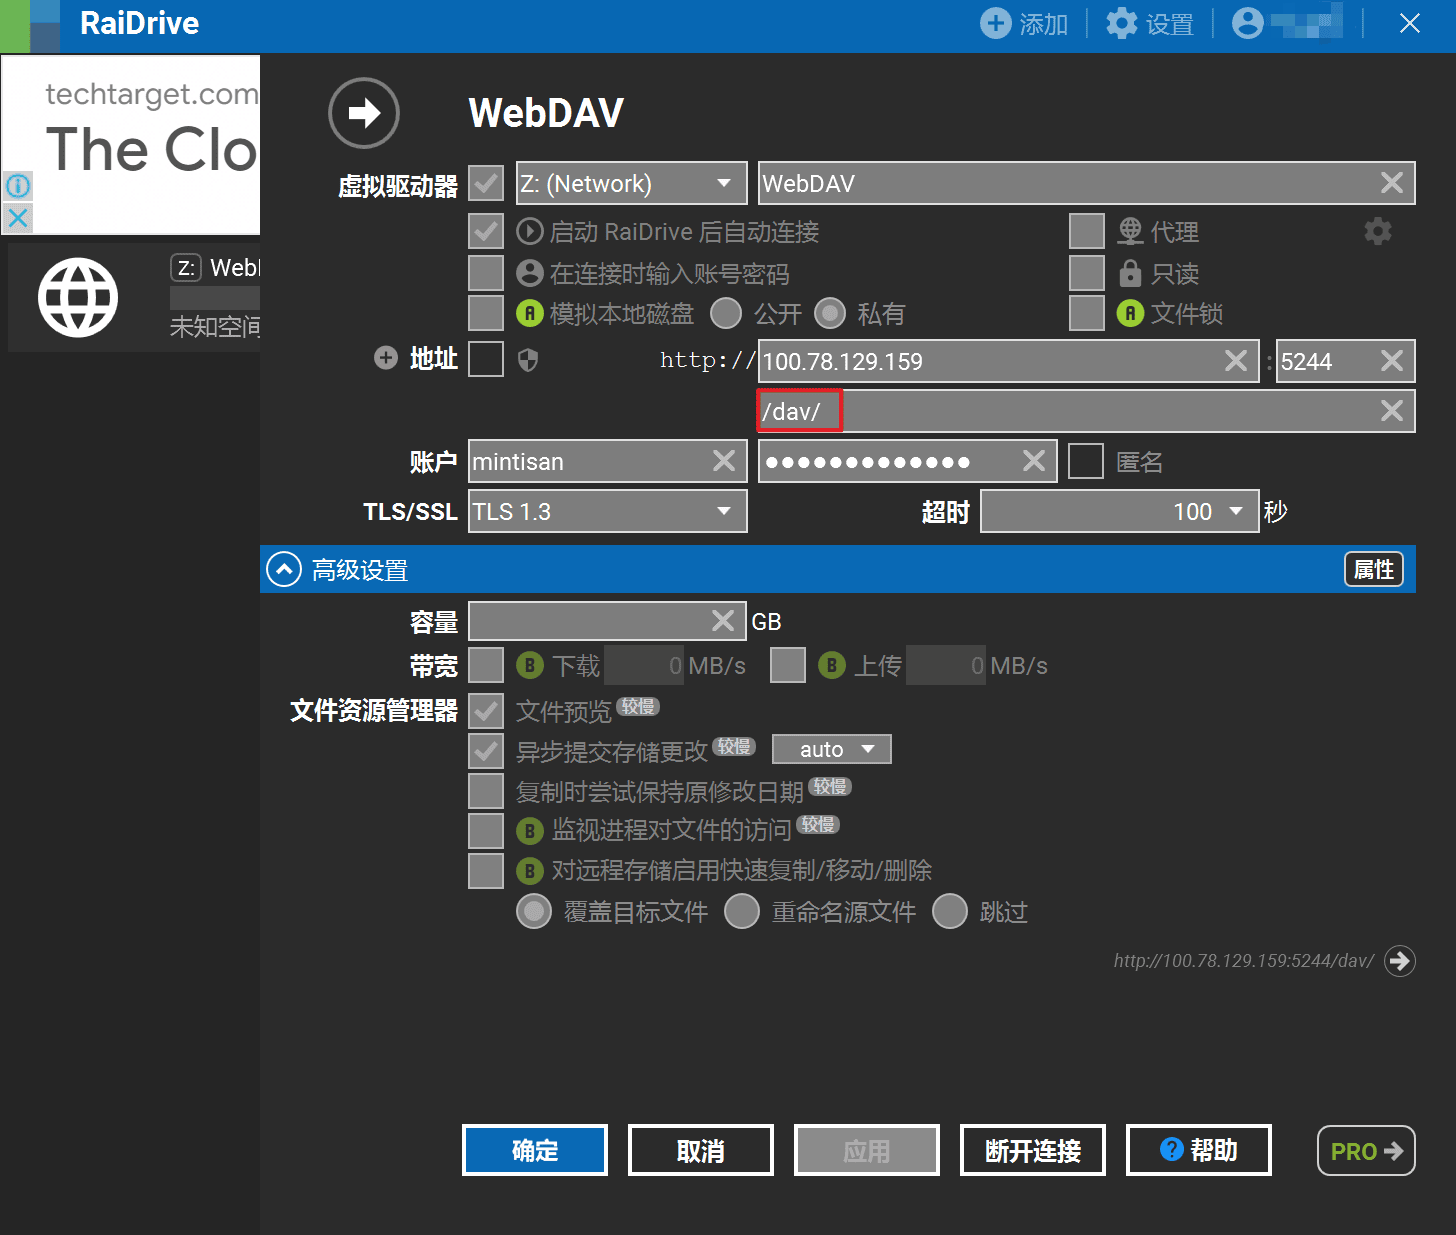 RaiDrive
添加
设置
techtarget.com
The Clo
Z: Web
未知空间
WebDAV
虚拟驱动器 Z: (Network) WebDAV
启动 RaiDrive 后自动连接 代理
在连接时输入账号密码 只读
A 模拟本地磁盘 公开 私有 A 文件锁
地址 http:// 100.78.129.159 : 5244
/dav/
账户 mintisan ●●●●●●●●●●●●● 匿名
TLS/SSL TLS 1.3 超时 100 秒
高级设置 属性
容量 GB
带宽 B 下载 0 MB/s B 上传 0 MB/s
文件资源管理器 文件预览 较慢
异步提交存储更改 较慢 auto
复制时尝试保持原修改日期 较慢
B 监视进程对文件的访问 较慢
B 对远程存储启用快速复制/移动/删除
覆盖目标文件 重命名源文件 跳过
http://100.78.129.159:5244/dav/
确定 取消 应用 断开连接 ? 帮助 PRO